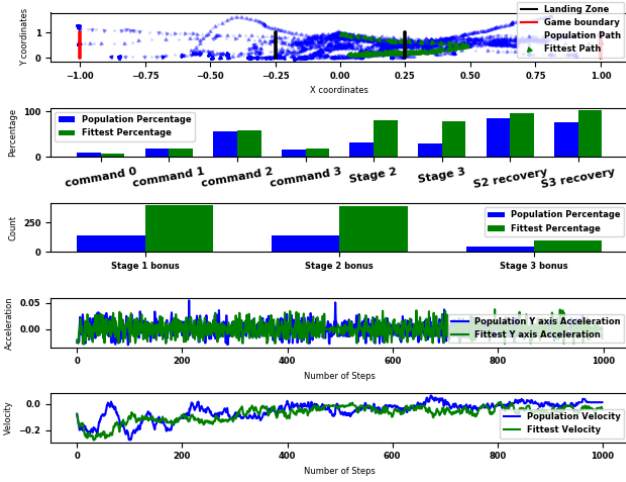 Landing Zone
Game boundary
Population Path
Fittest Path
Y coordinates
1
0
−1.00 −0.75 −0.50 −0.25 0.00 0.25 0.50 0.75 1.00
X coordinates
Percentage
100
0
Population Percentage
Fittest Percentage
command 0 command 1 command 2 command 3 Stage 2 Stage 3 S2 recovery S3 recovery
Count
250
0
Population Percentage
Fittest Percentage
Stage 1 bonus Stage 2 bonus Stage 3 bonus
Acceleration
0.05
0.00
Population Y axis Acceleration
Fittest Y axis Acceleration
0 200 400 600 800 1000
Number of Steps
Velocity
0.0
−0.2
Population Velocity
Fittest Velocity
0 200 400 600 800 1000
Number of Steps